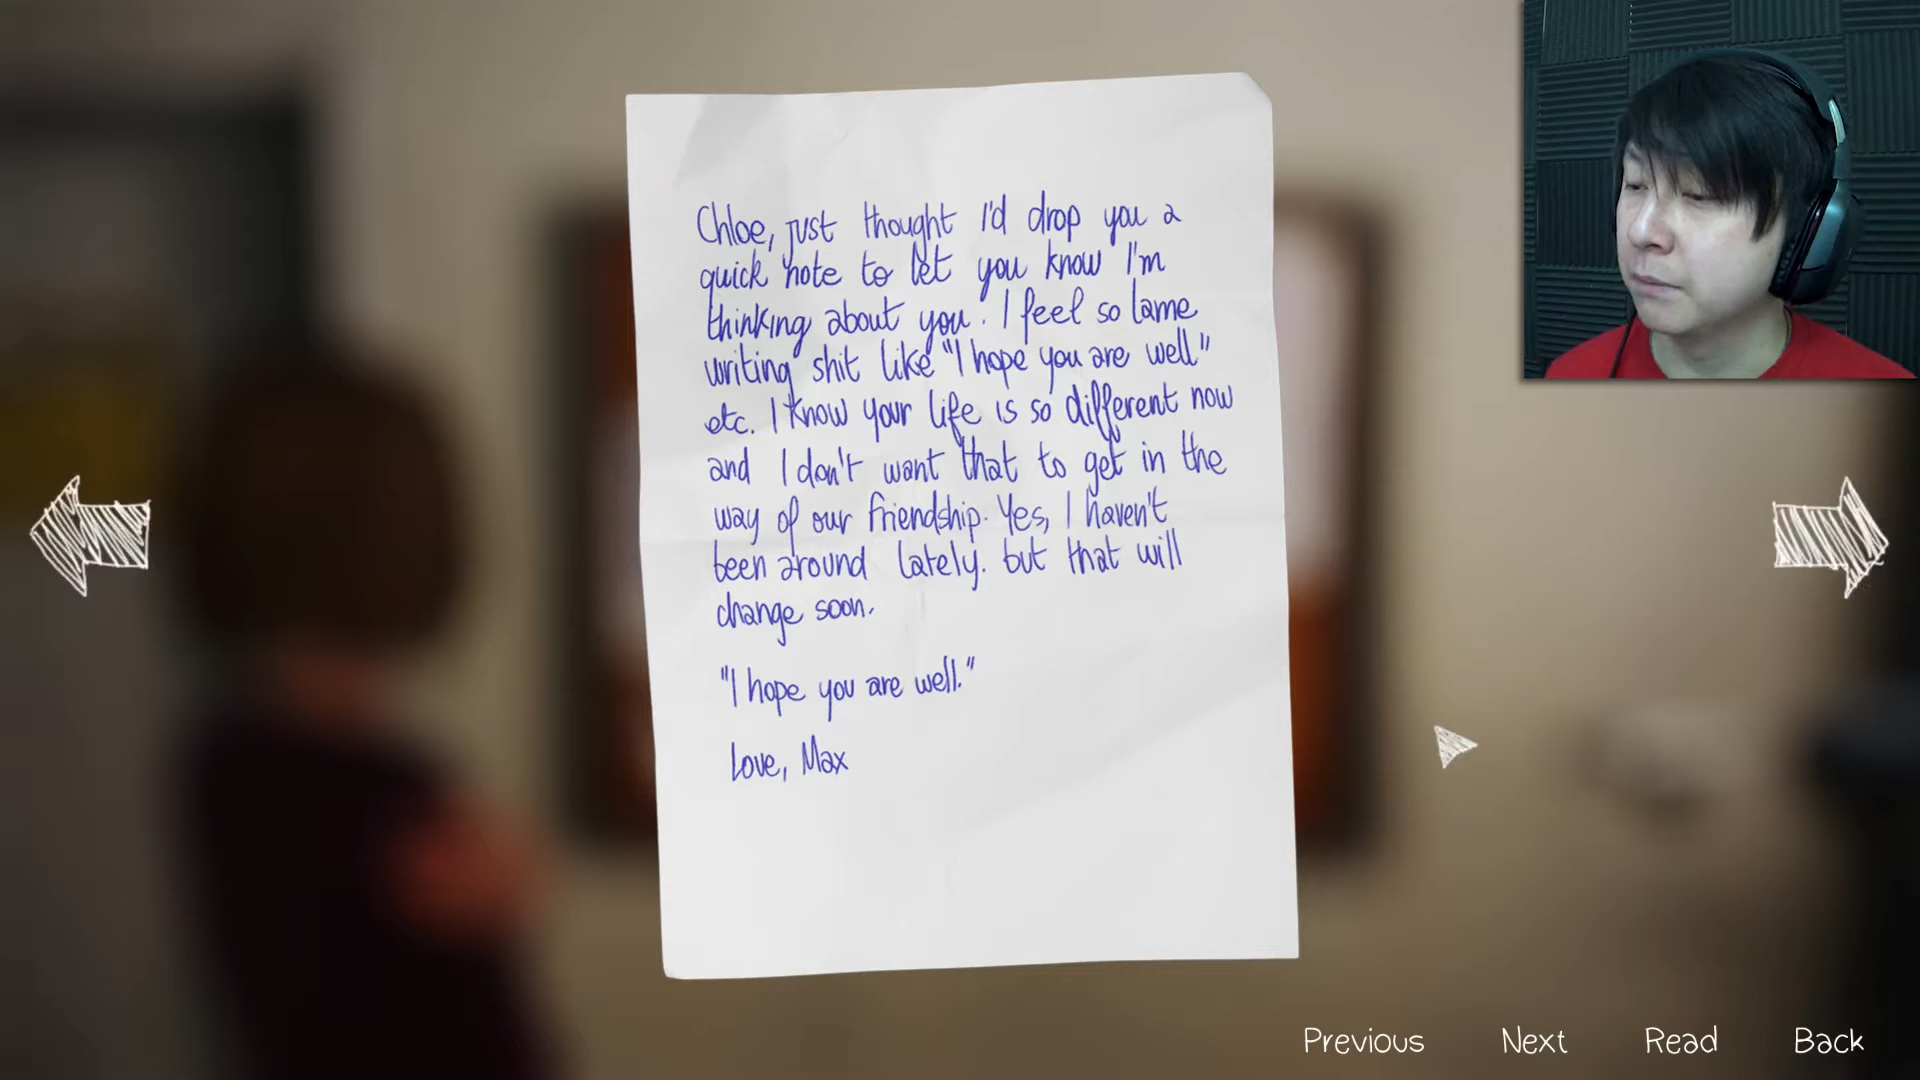 Chloe, just thought I'd drop you a
quick note to let you know I'm
thinking about you. I feel so lame
writing shit like "I hope you are well"
etc. I know your life is so different now
and I don't want that to get in the
way of our friendship. Yes, I haven't
been around lately. but that will
change soon.
"I hope you are well."
Love, Max
Previous Next Read Back